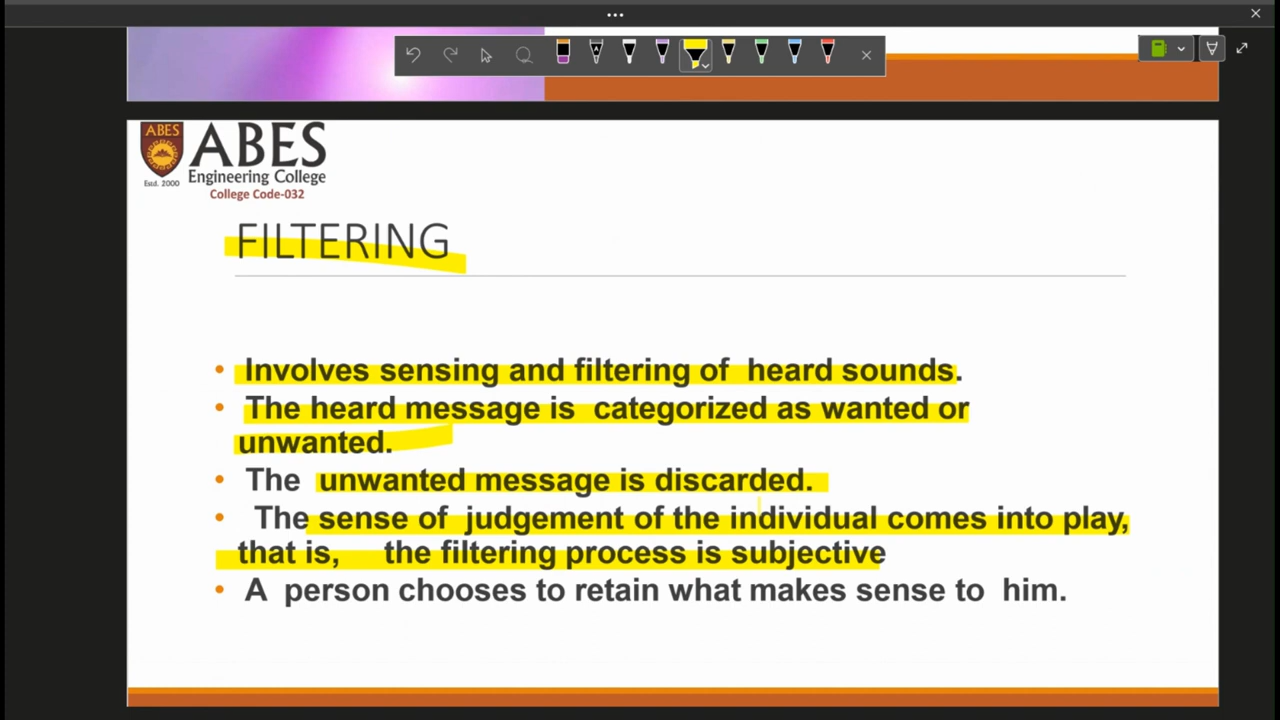 ABES
ABES
Engineering College
Estd. 2000
College Code-032
FILTERING
• Involves sensing and filtering of heard sounds.
• The heard message is categorized as wanted or
unwanted.
• The unwanted message is discarded.
• The sense of judgement of the individual comes into play,
that is, the filtering process is subjective
• A person chooses to retain what makes sense to him.